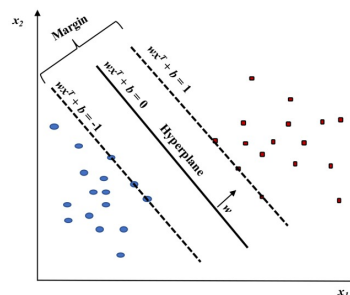 x₂
Margin
wxᵀ + b = 1
wxᵀ + b = 0
wxᵀ + b = -1
Hyperplane
w
x₁